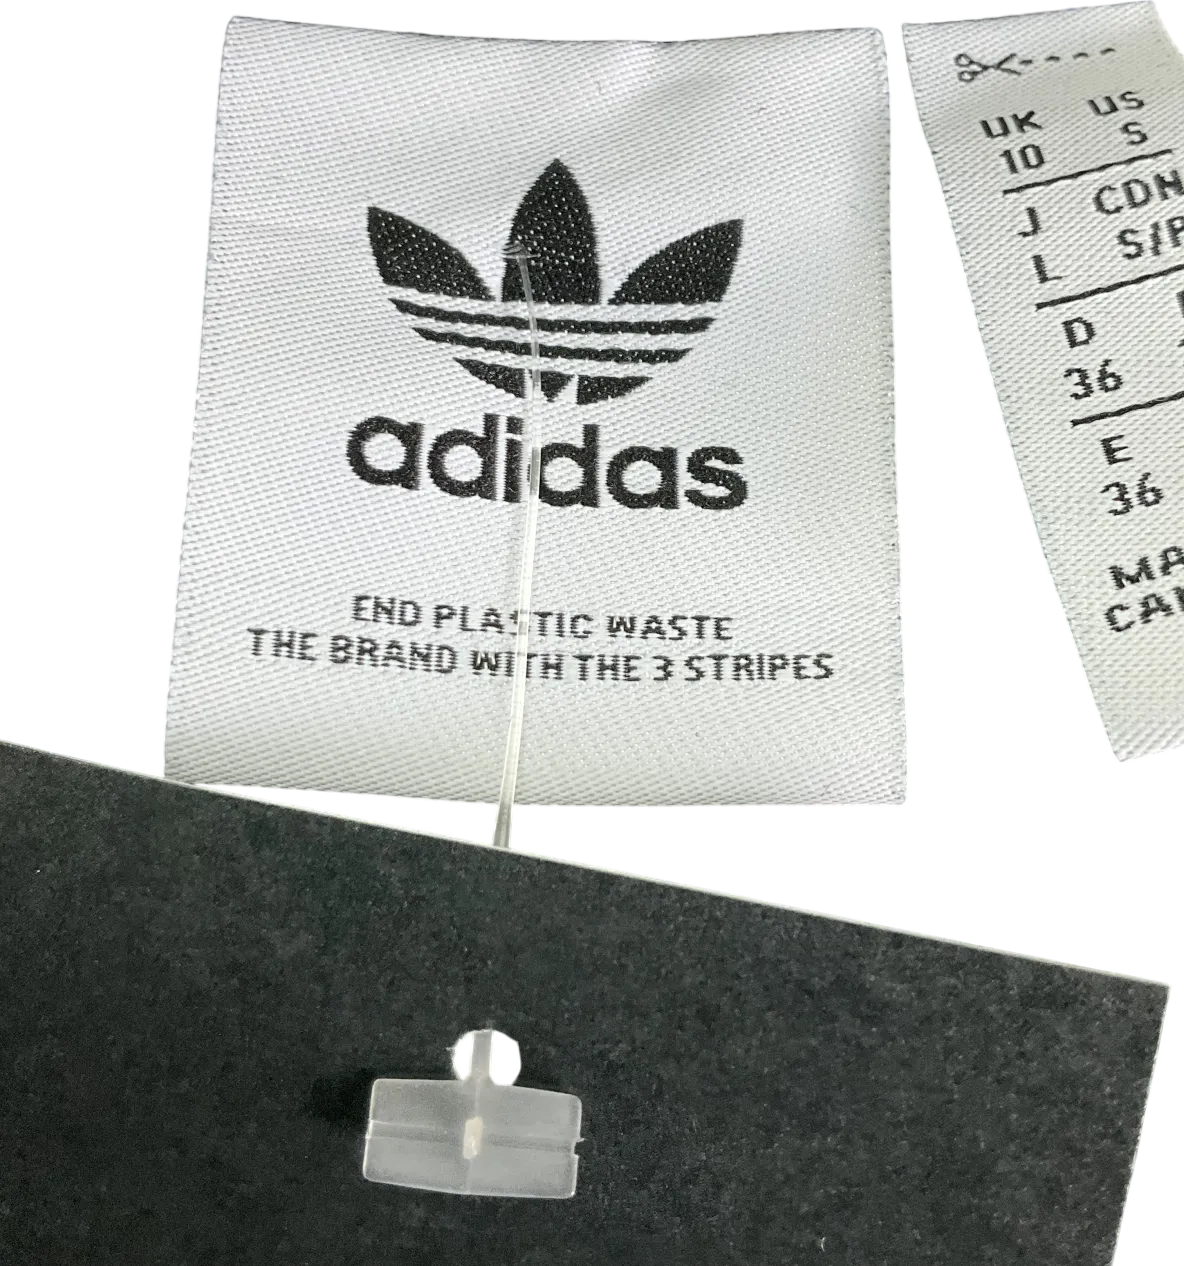 adidas
END PLASTIC WASTE
THE BRAND WITH THE 3 STRIPES
UK US
10 S
J CDN
L
D
36
E
36